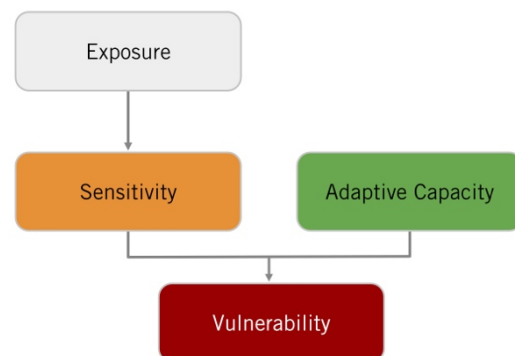 Exposure
Sensitivity
Adaptive Capacity
Vulnerability